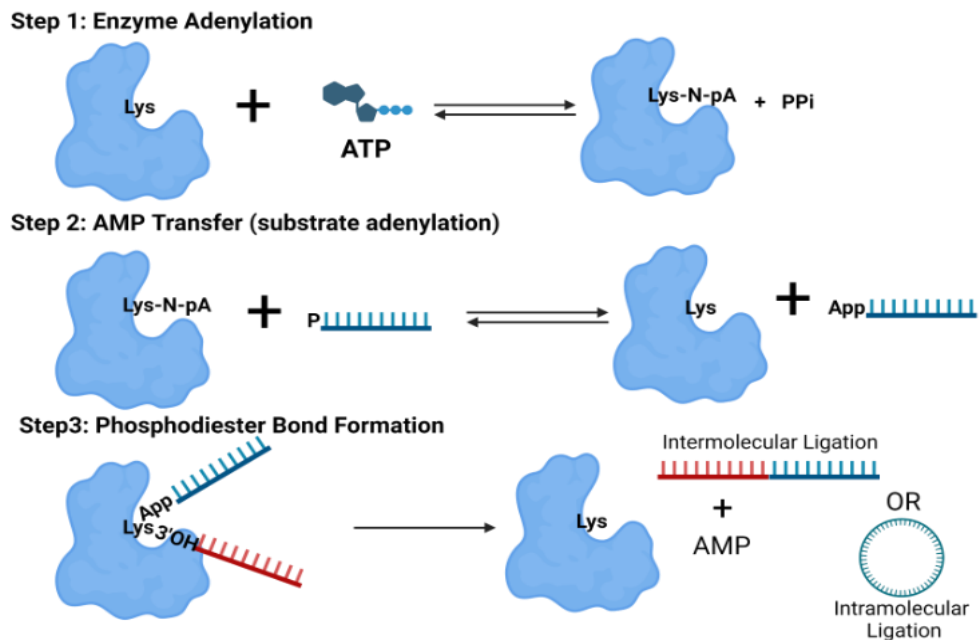 Step 1: Enzyme Adenylation
Lys
+
ATP
Lys-N-pA + PPi
Step 2: AMP Transfer (substrate adenylation)
Lys-N-pA
+
P
Lys
+
App
Step3: Phosphodiester Bond Formation
App
Lys
3'OH
Lys
Intermolecular Ligation
+
AMP
OR
Intramolecular
Ligation